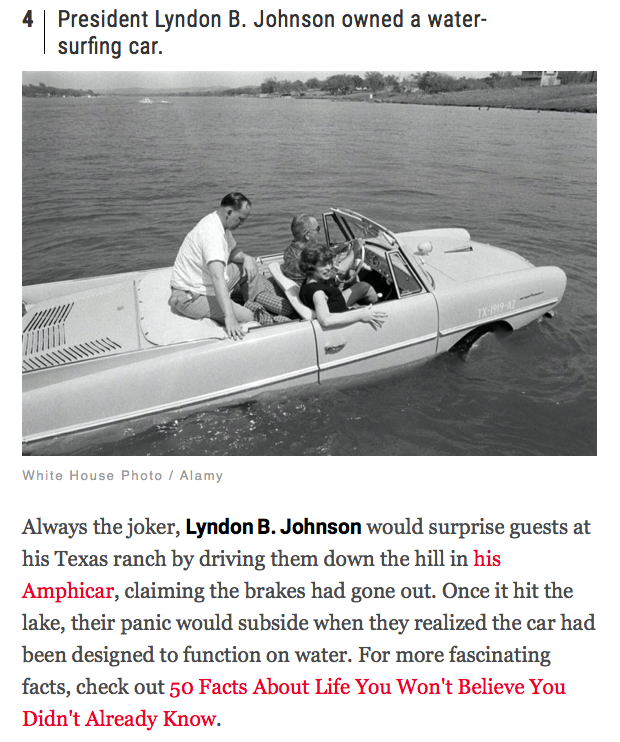 4 | President Lyndon B. Johnson owned a water-
surfing car.
TX-1919-AZ
White House Photo / Alamy
Always the joker, Lyndon B. Johnson would surprise guests at
his Texas ranch by driving them down the hill in his
Amphicar, claiming the brakes had gone out. Once it hit the
lake, their panic would subside when they realized the car had
been designed to function on water. For more fascinating
facts, check out 50 Facts About Life You Won't Believe You
Didn't Already Know.